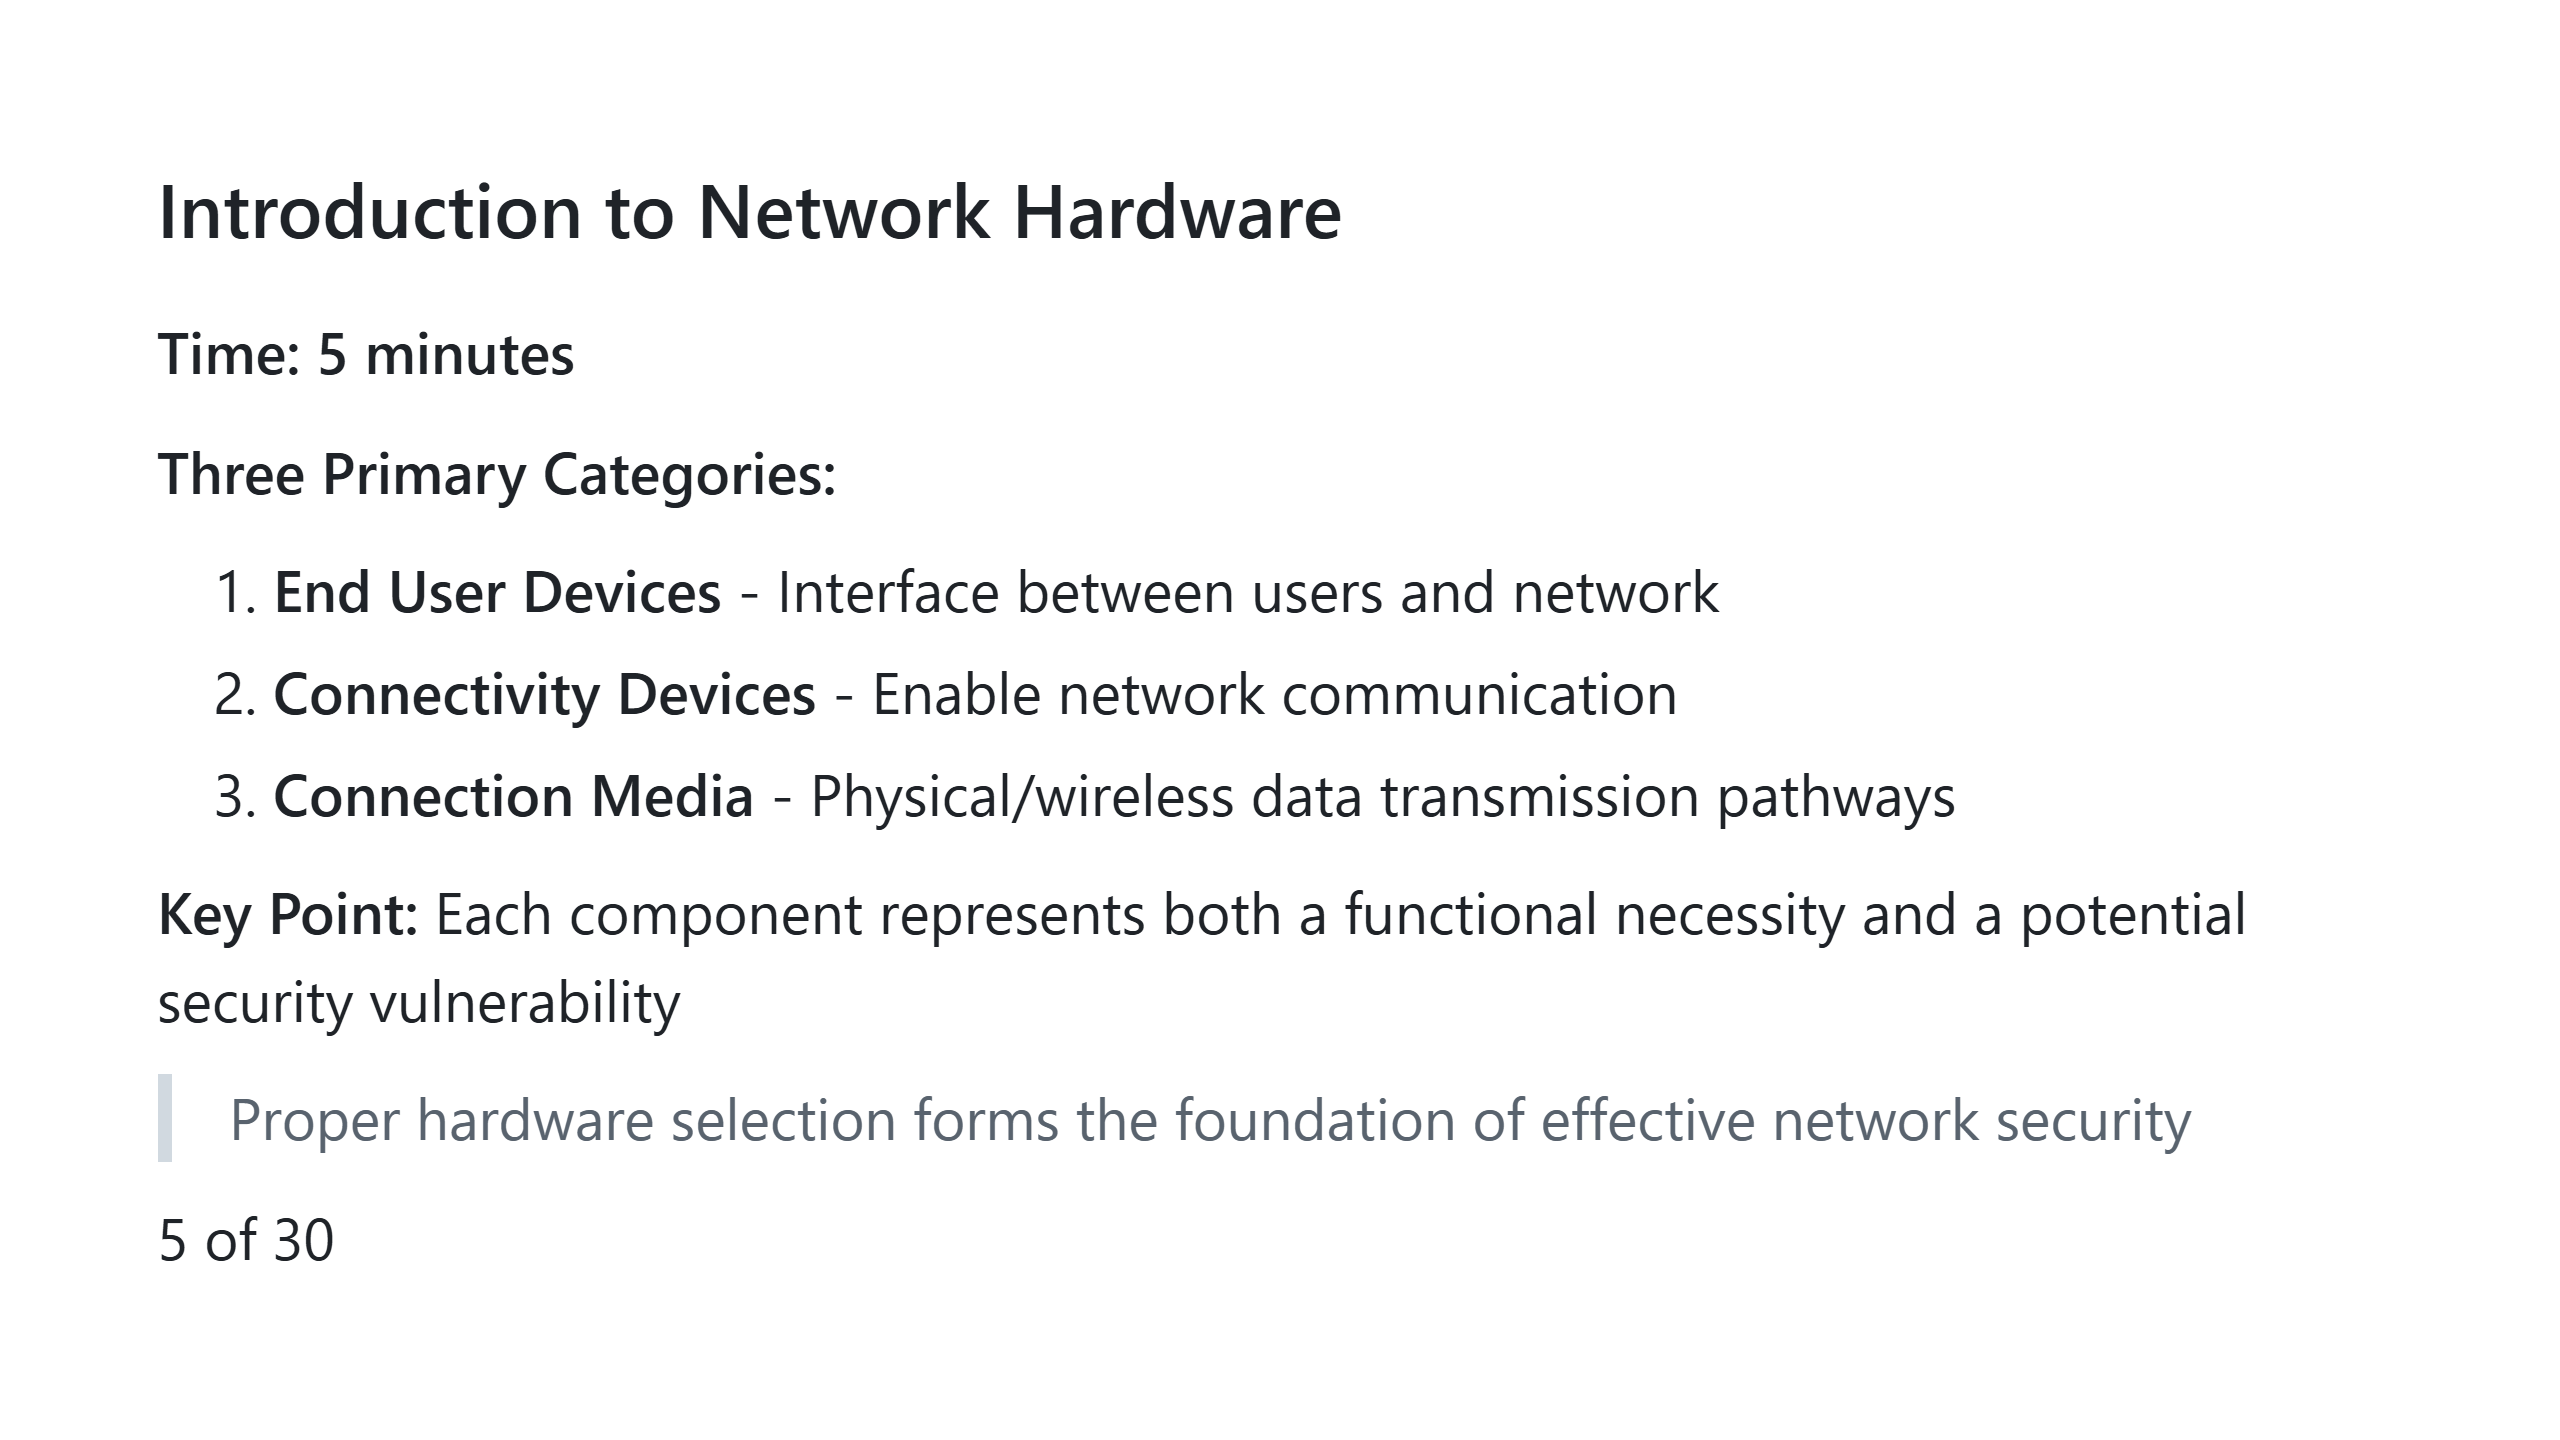 Introduction to Network Hardware
Time: 5 minutes
Three Primary Categories:
1. End User Devices - Interface between users and network
2. Connectivity Devices - Enable network communication
3. Connection Media - Physical/wireless data transmission pathways
Key Point: Each component represents both a functional necessity and a potential
security vulnerability
Proper hardware selection forms the foundation of effective network security
5 of 30